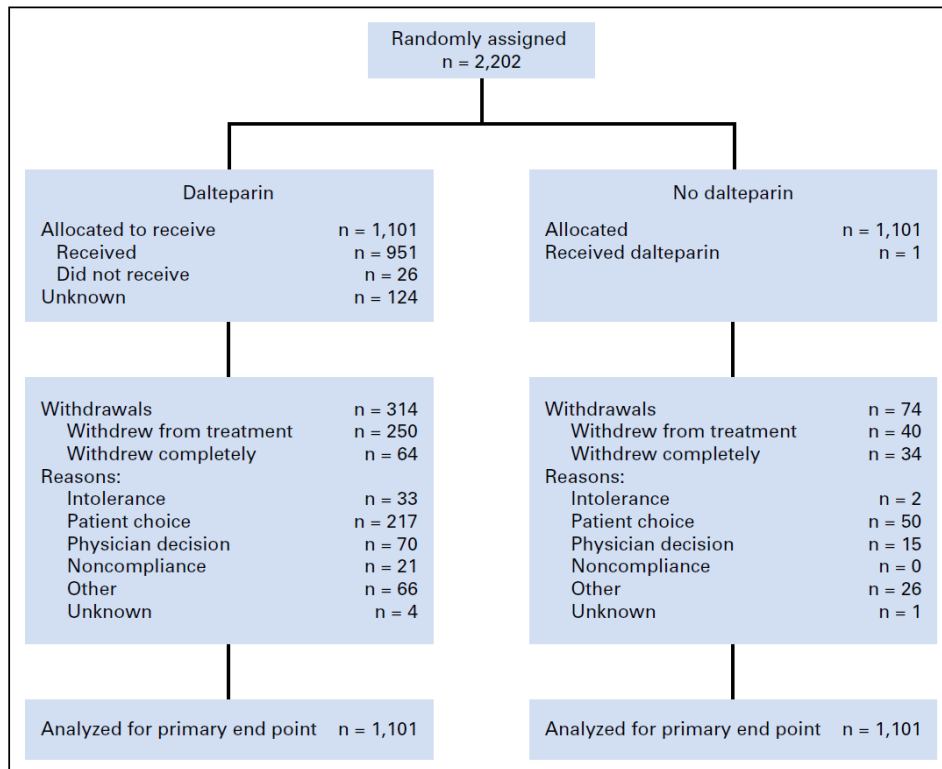 Randomly assigned
n = 2,202
Dalteparin
Allocated to receive n = 1,101
Received n = 951
Did not receive n = 26
Unknown n = 124
No dalteparin
Allocated n = 1,101
Received dalteparin n = 1
Withdrawals n = 314
Withdrew from treatment n = 250
Withdrew completely n = 64
Reasons:
Intolerance n = 33
Patient choice n = 217
Physician decision n = 70
Noncompliance n = 21
Other n = 66
Unknown n = 4
Withdrawals n = 74
Withdrew from treatment n = 40
Withdrew completely n = 34
Reasons:
Intolerance n = 2
Patient choice n = 50
Physician decision n = 15
Noncompliance n = 0
Other n = 26
Unknown n = 1
Analyzed for primary end point n = 1,101
Analyzed for primary end point n = 1,101